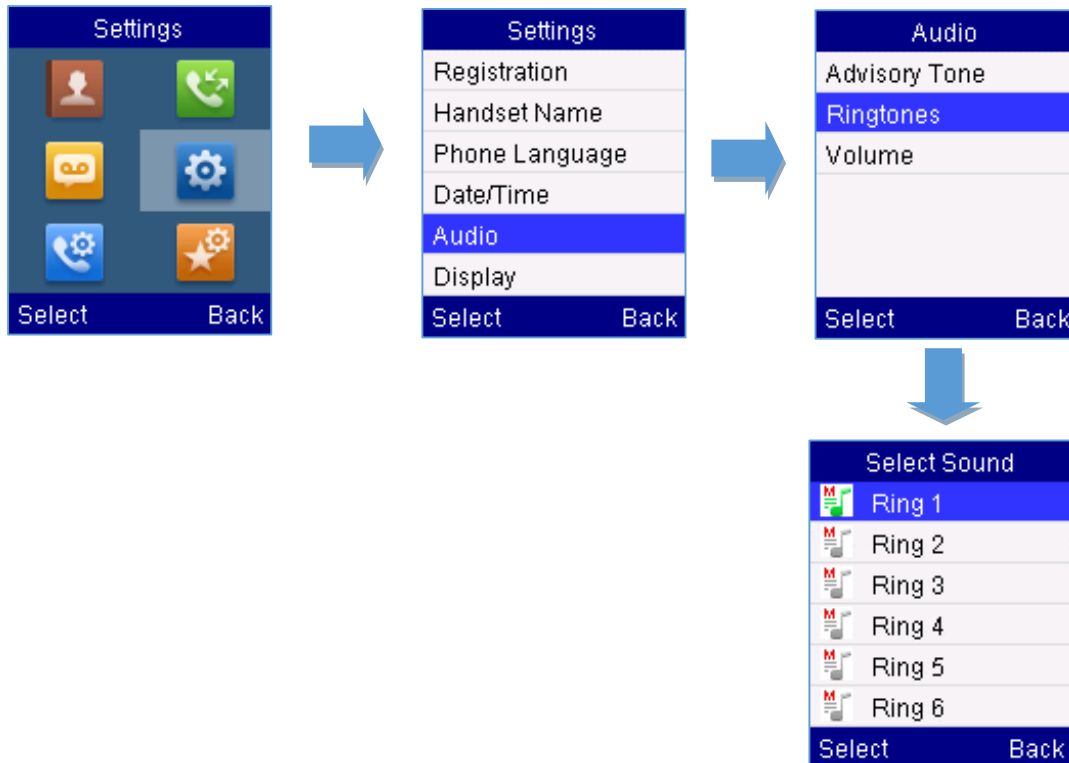 Settings
Select Back
Settings
Registration
Handset Name
Phone Language
Date/Time
Audio
Display
Select Back
Audio
Advisory Tone
Ringtones
Volume
Select Back
Select Sound
M Ring 1
M Ring 2
M Ring 3
M Ring 4
M Ring 5
M Ring 6
Select Back